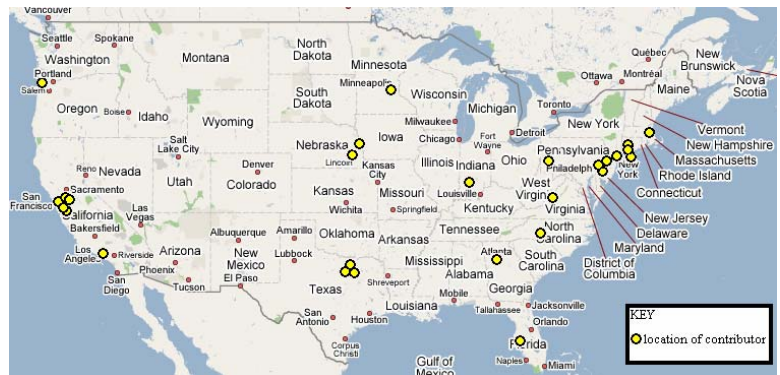 Vancouver
Seattle
Spokane
Washington
Montana
North
Dakota
Minnesota
Québec
New
Brunswick
Ottawa
Montréal
Maine
Nova
Scotia
Portland
Salem
Oregon
Boise
Idaho
Wyoming
South
Dakota
Minneapolis
Wisconsin
Michigan
Toronto
New York
Vermont
New Hampshire
Massachusetts
Rhode Island
Connecticut
Milwaukee
Chicago
Detroit
Fort
Wayne
Salt
Lake City
Nebraska
Iowa
Lincoln
Illinois
Indiana
Ohio
Pennsylvania
Philadelph
New
York
Reno
Nevada
Sacramento
San
Francisco
California
Utah
Denver
Colorado
Kansas
City
Kansas
Missouri
Louisville
Kentucky
West
Virgin
Virginia
New Jersey
Delaware
Maryland
District of
Columbia
Las
Vegas
Bakersfield
Wichita
Springfield
Tennessee
North
Carolina
Los
Angeles
Riverside
Arizona
Phoenix
Albuquerque
New
Mexico
Amarillo
Oklahoma
Arkansas
Lubbock
Mississippi
Atlanta
Alabama
South
Carolina
Georgia
San
Diego
Tucson
El Paso
Texas
Shreveport
Louisiana
Mobile
Tallahassee
Jacksonville
San
Antonio
Houston
Orlando
Florida
Corpus
Christi
Gulf of
Mexico
Naples
Miami
KEY
location of contributor